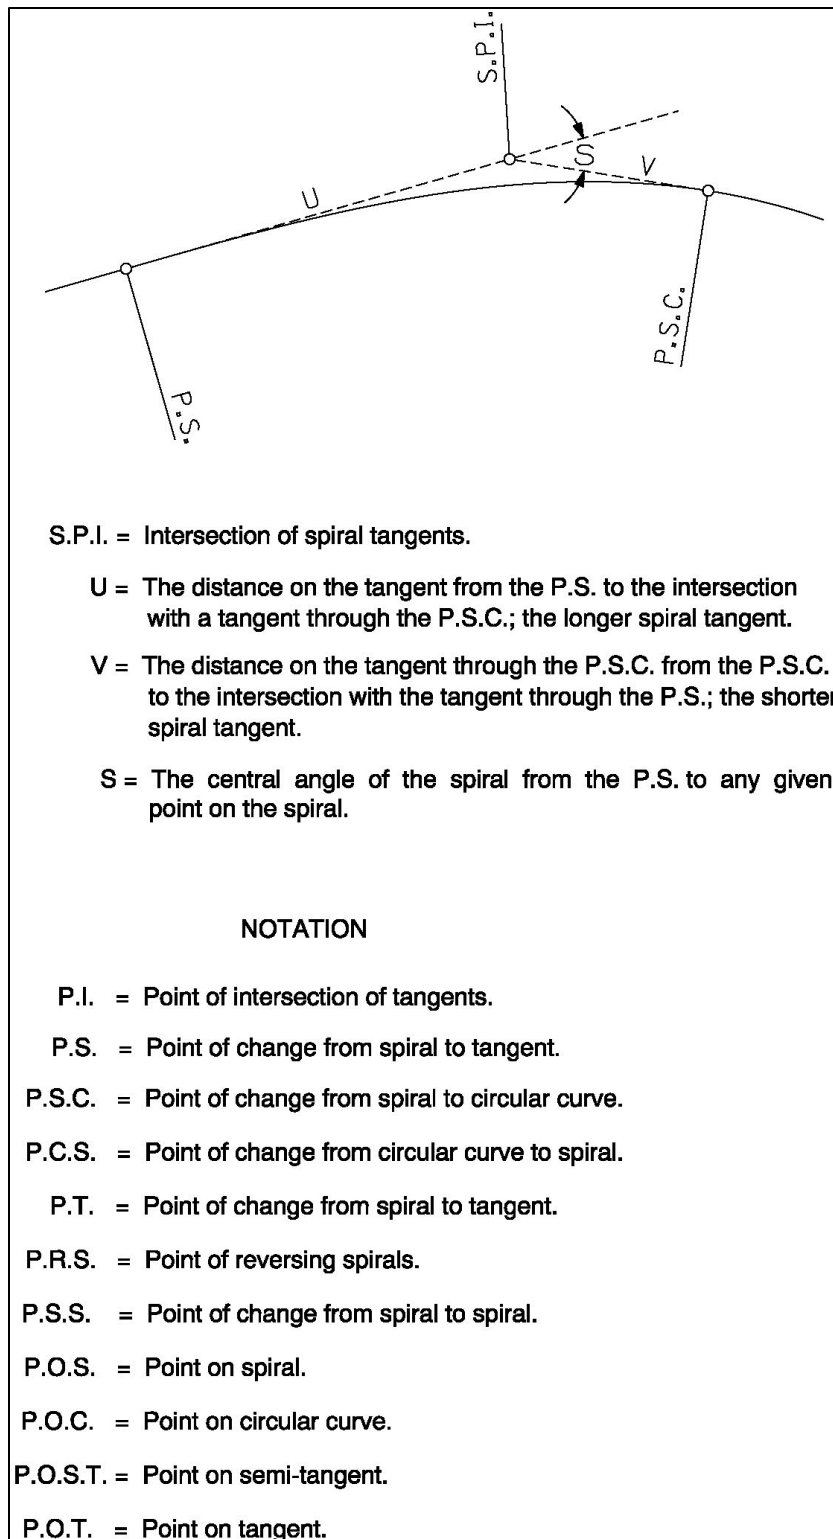 S.P.I.
S
V
U
P.S.C.
P.S.
S.P.I. = Intersection of spiral tangents.
U = The distance on the tangent from the P.S. to the intersection
with a tangent through the P.S.C.; the longer spiral tangent.
V = The distance on the tangent through the P.S.C. from the P.S.C.
to the intersection with the tangent through the P.S.; the shorter
spiral tangent.
S = The central angle of the spiral from the P.S. to any given
point on the spiral.
NOTATION
P.I. = Point of intersection of tangents.
P.S. = Point of change from spiral to tangent.
P.S.C. = Point of change from spiral to circular curve.
P.C.S. = Point of change from circular curve to spiral.
P.T. = Point of change from spiral to tangent.
P.R.S. = Point of reversing spirals.
P.S.S. = Point of change from spiral to spiral.
P.O.S. = Point on spiral.
P.O.C. = Point on circular curve.
P.O.S.T. = Point on semi-tangent.
P.O.T. = Point on tangent.